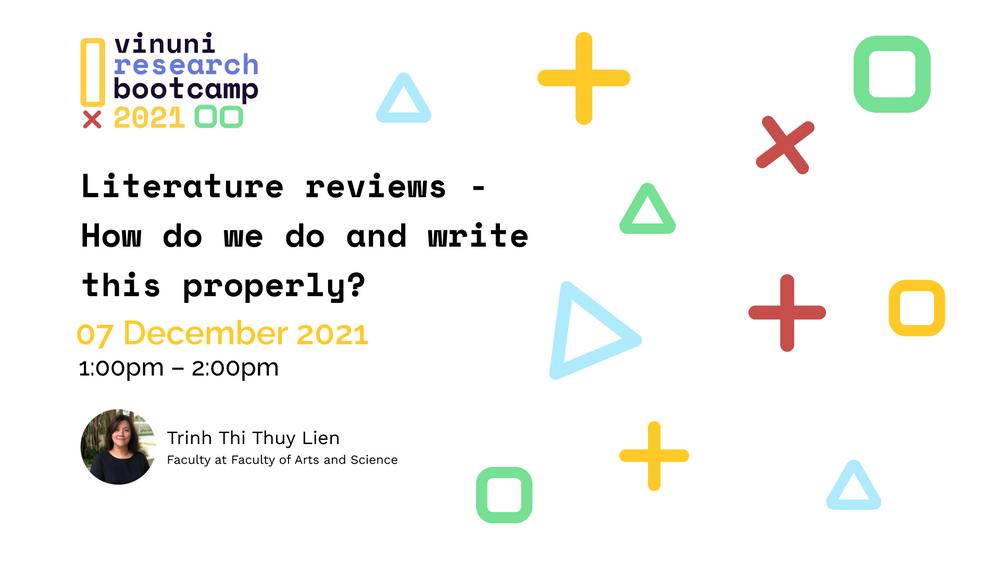 vinuni
research
bootcamp
2021
Literature reviews -
How do we do and write
this properly?
07 December 2021
1:00pm – 2:00pm
Trinh Thi Thuy Lien
Faculty at Faculty of Arts and Science